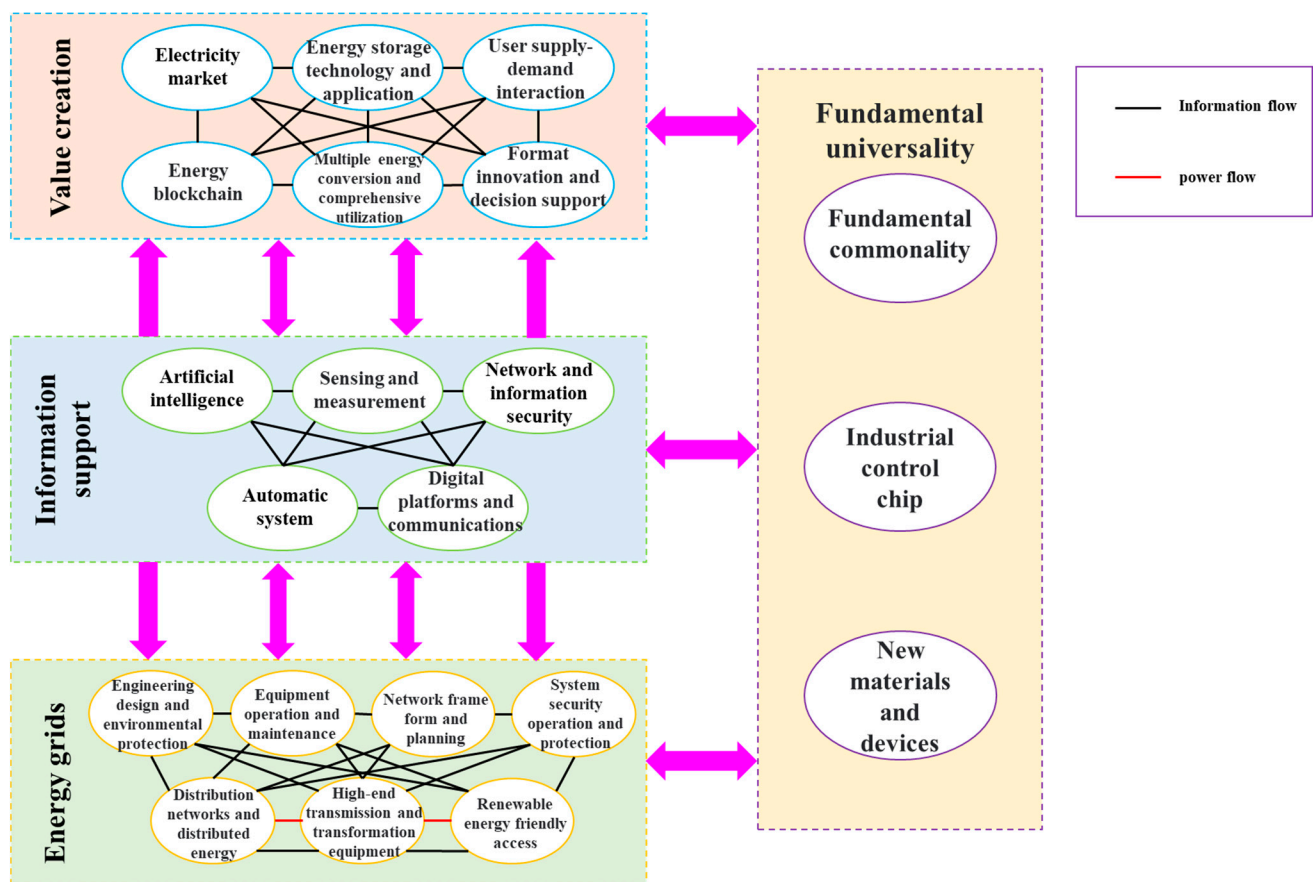 Value creation
Electricity
market
Energy storage
technology and
application
User supply-
demand
interaction
Energy
blockchain
Multiple energy
conversion and
comprehensive
utilization
Format
innovation and
decision support
Information
support
Artificial
intelligence
Sensing and
measurement
Network and
information
security
Automatic
system
Digital
platforms and
communications
Energy grids
Engineering
design and
environmental
protection
Equipment
operation and
maintenance
Network frame
form and
planning
System
security
operation and
protection
Distribution
networks and
distributed
energy
High-end
transmission and
transformation
equipment
Renewable
energy friendly
access
Fundamental
universality
Fundamental
commonality
Industrial
control
chip
New
materials
and
devices
Information flow
power flow